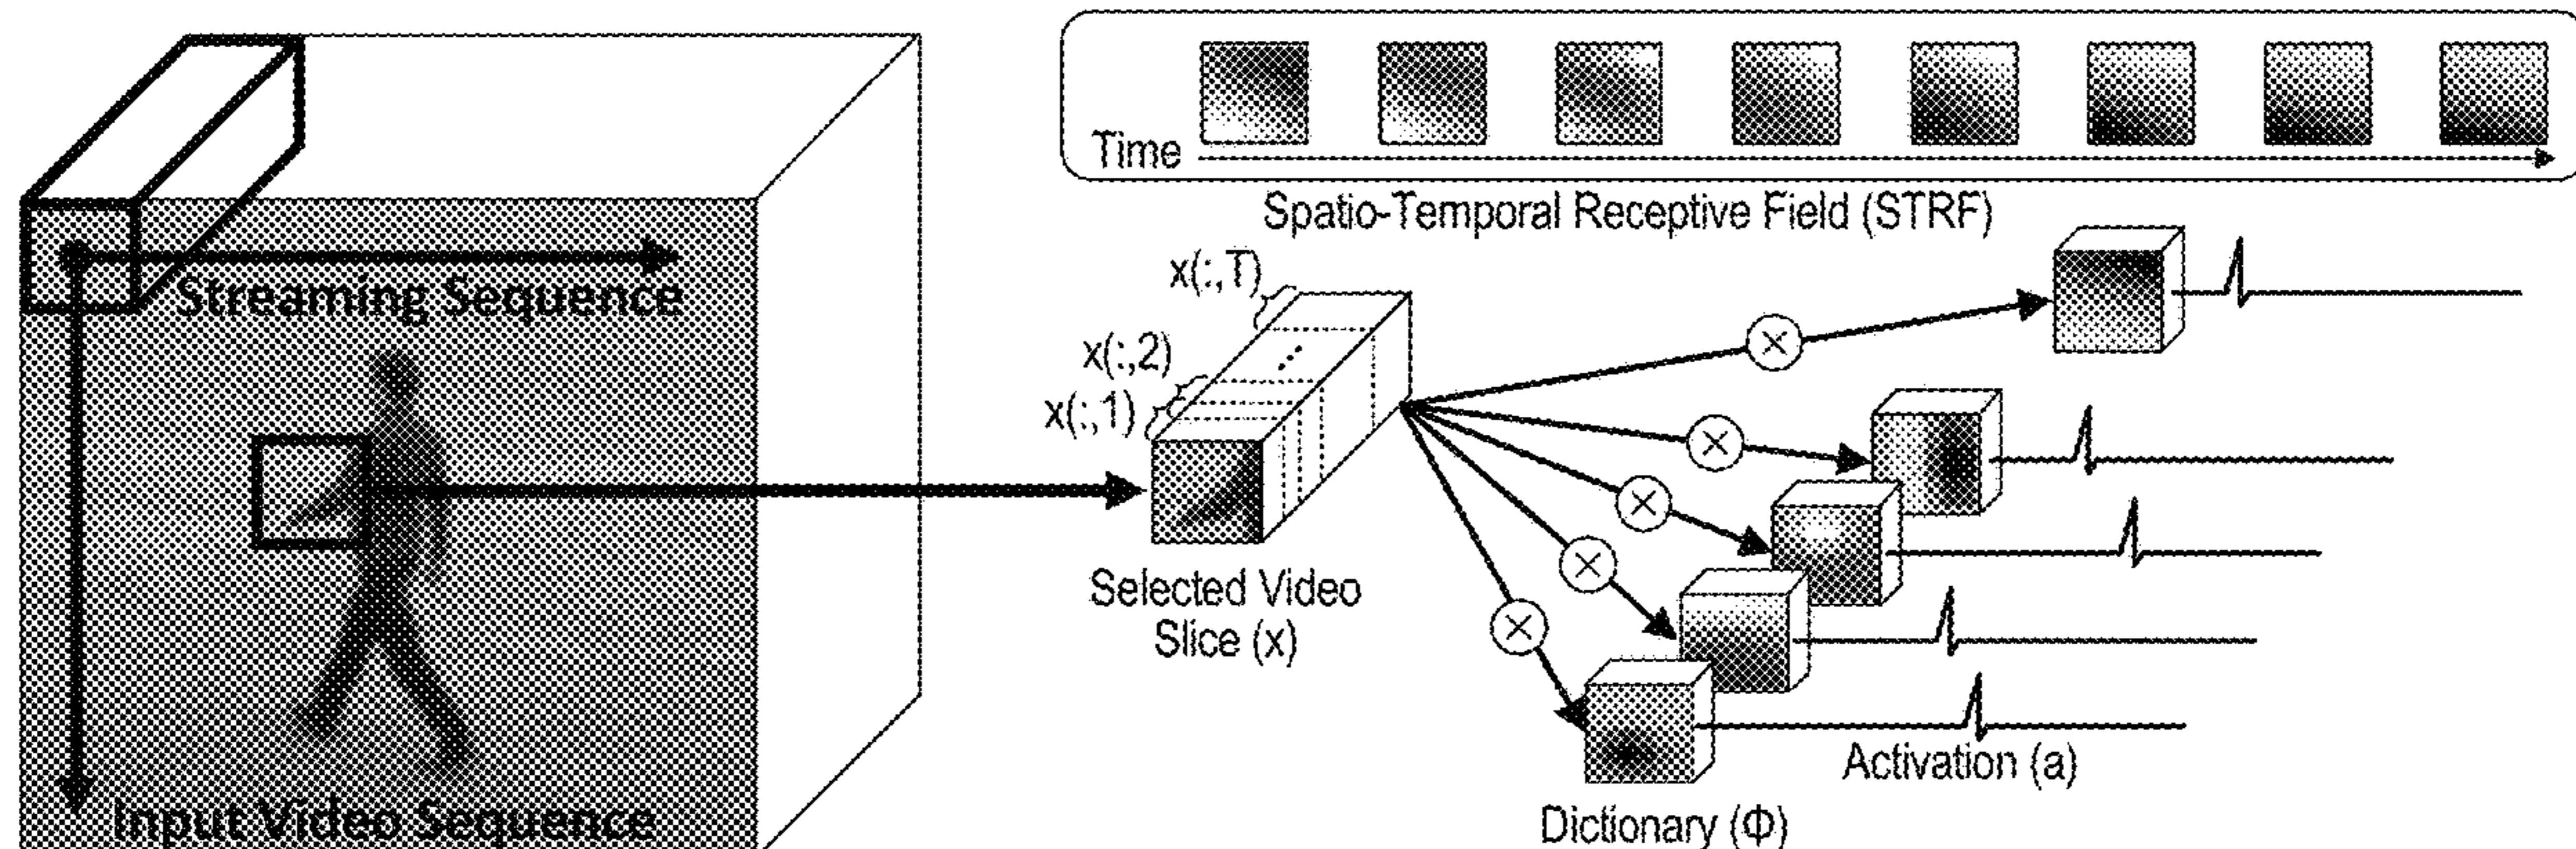 Streaming Sequence
Input Video Sequence
Time
Spatio-Temporal Receptive Field (STRF)
x(:,T)
x(:,2)
x(:,1)
Selected Video
Slice (x)
Activation (a)
Dictionary (Φ)